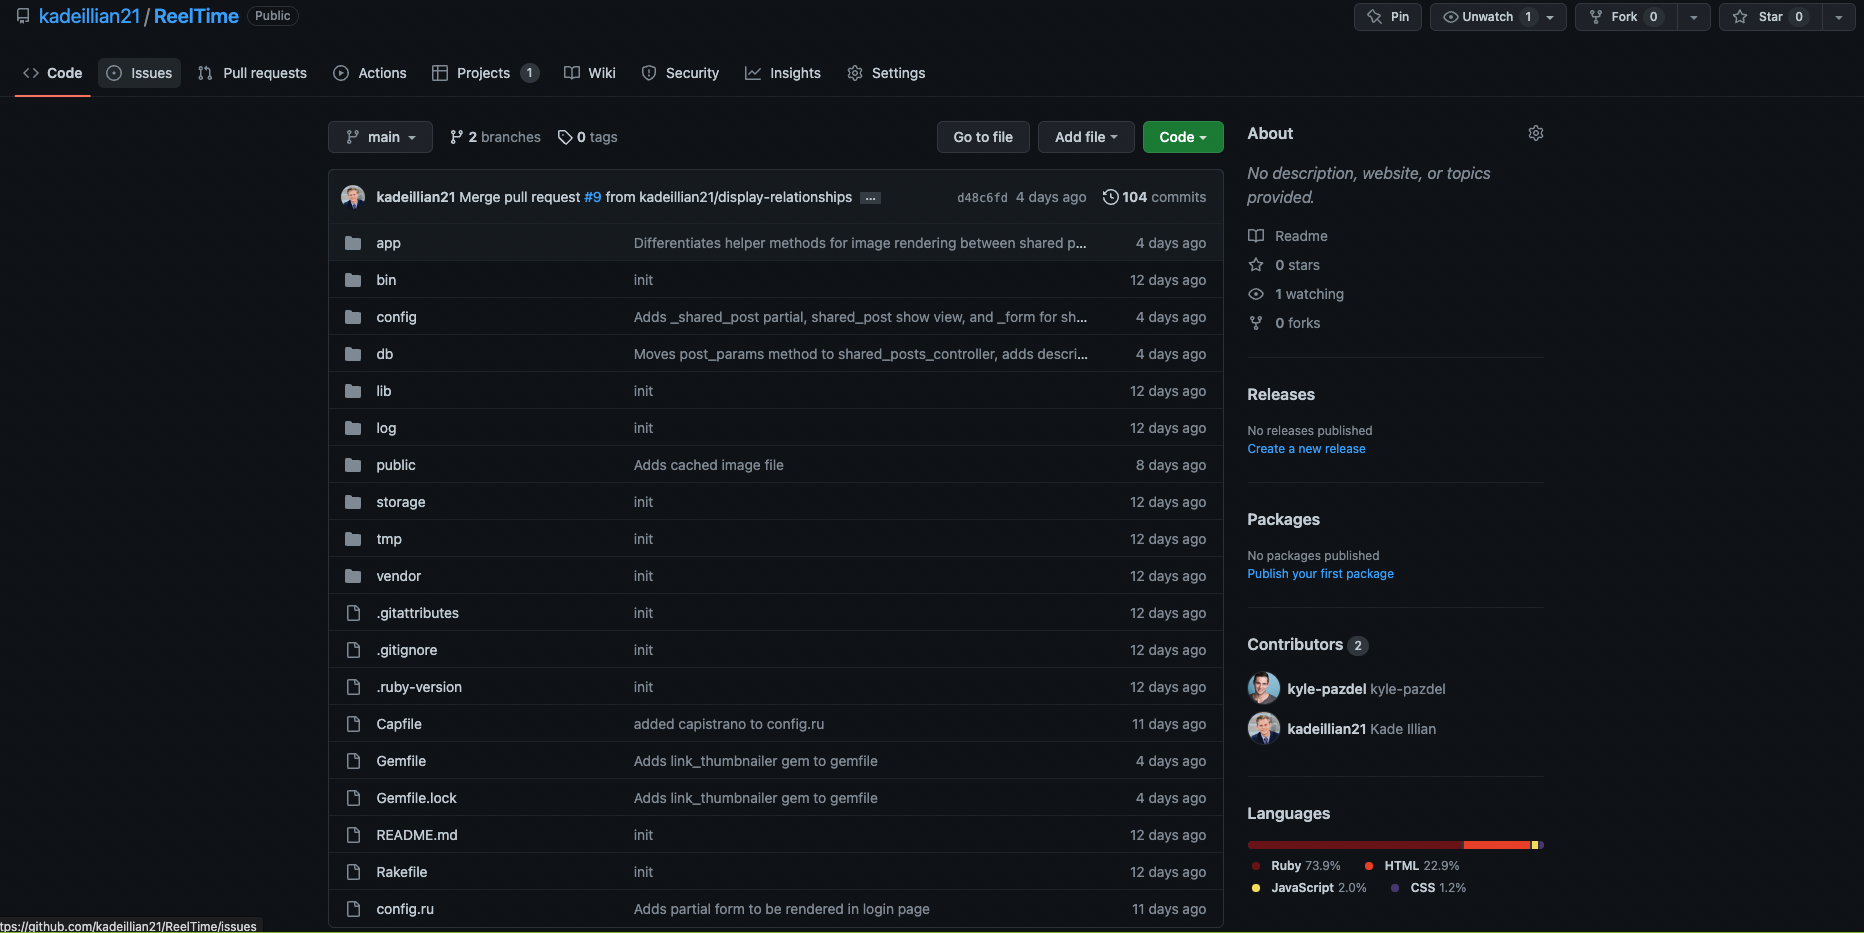 kadeillian21 / ReelTime Public
Pin Unwatch 1 Fork 0 Star 0
Code Issues Pull requests Actions Projects 1 Wiki Security Insights Settings
main 2 branches 0 tags Go to file Add file Code
kadeillian21 Merge pull request #9 from kadeillian21/display-relationships ... d48c6fd 4 days ago 104 commits
app Differentiates helper methods for image rendering between shared p... 4 days ago
bin init 12 days ago
config Adds _shared_post partial, shared_post show view, and _form for sh... 4 days ago
db Moves post_params method to shared_posts_controller, adds descri... 4 days ago
lib init 12 days ago
log init 12 days ago
public Adds cached image file 8 days ago
storage init 12 days ago
tmp init 12 days ago
vendor init 12 days ago
.gitattributes init 12 days ago
.gitignore init 12 days ago
.ruby-version init 12 days ago
Capfile added capistrano to config.ru 11 days ago
Gemfile Adds link_thumbnailer gem to gemfile 4 days ago
Gemfile.lock Adds link_thumbnailer gem to gemfile 4 days ago
README.md init 12 days ago
Rakefile init 12 days ago
config.ru Adds partial form to be rendered in login page 11 days ago
About
No description, website, or topics
provided.
Readme
0 stars
1 watching
0 forks
Releases
No releases published
Create a new release
Packages
No packages published
Publish your first package
Contributors 2
kyle-pazdel kyle-pazdel
kadeillian21 Kade Illian
Languages
Ruby 73.9% HTML 22.9%
JavaScript 2.0% CSS 1.2%
tps://github.com/kadeillian21/ReelTime/issues